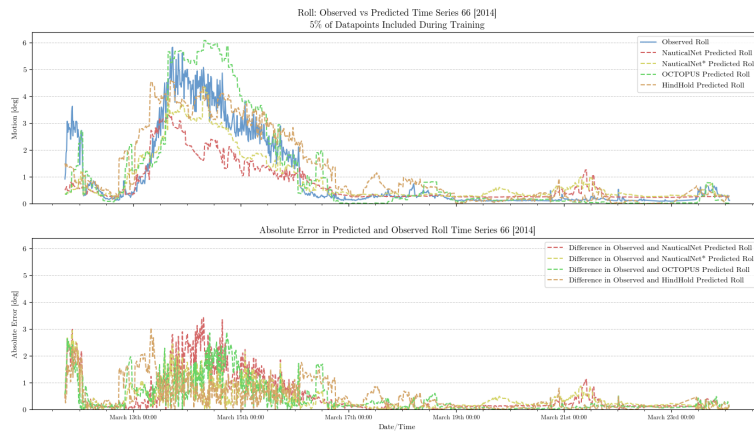 Roll: Observed vs Predicted Time Series 66 [2014]
5% of Datapoints Included During Training
6
5
4
3
2
1
0
Motion [deg]
Observed Roll
NauticalNet Predicted Roll
NauticalNet* Predicted Roll
OCTOPUS Predicted Roll
HindHold Predicted Roll
Absolute Error in Predicted and Observed Roll Time Series 66 [2014]
6
5
4
3
2
1
0
Absolute Error [deg]
Difference in Observed and NauticalNet Predicted Roll
Difference in Observed and NauticalNet* Predicted Roll
Difference in Observed and OCTOPUS Predicted Roll
Difference in Observed and HindHold Predicted Roll
March 13th 00:00
March 15th 00:00
March 17th 00:00
March 19th 00:00
March 21st 00:00
March 23rd 00:00
Date/Time